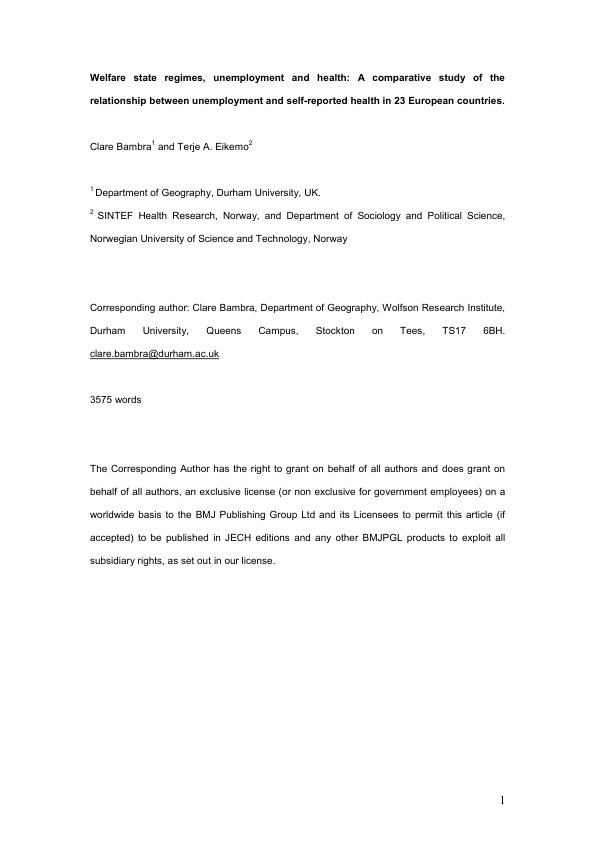 Welfare state regimes, unemployment and health: A comparative study of the
relationship between unemployment and self-reported health in 23 European countries.
Clare Bambra1 and Terje A. Eikemo2
1 Department of Geography, Durham University, UK.
2 SINTEF Health Research, Norway, and Department of Sociology and Political Science,
Norwegian University of Science and Technology, Norway
Corresponding author: Clare Bambra, Department of Geography, Wolfson Research Institute,
Durham University, Queens Campus, Stockton on Tees, TS17 6BH.
clare.bambra@durham.ac.uk
3575 words
The Corresponding Author has the right to grant on behalf of all authors and does grant on
behalf of all authors, an exclusive license (or non exclusive for government employees) on a
worldwide basis to the BMJ Publishing Group Ltd and its Licensees to permit this article (if
accepted) to be published in JECH editions and any other BMJPGL products to exploit all
subsidiary rights, as set out in our license.
1